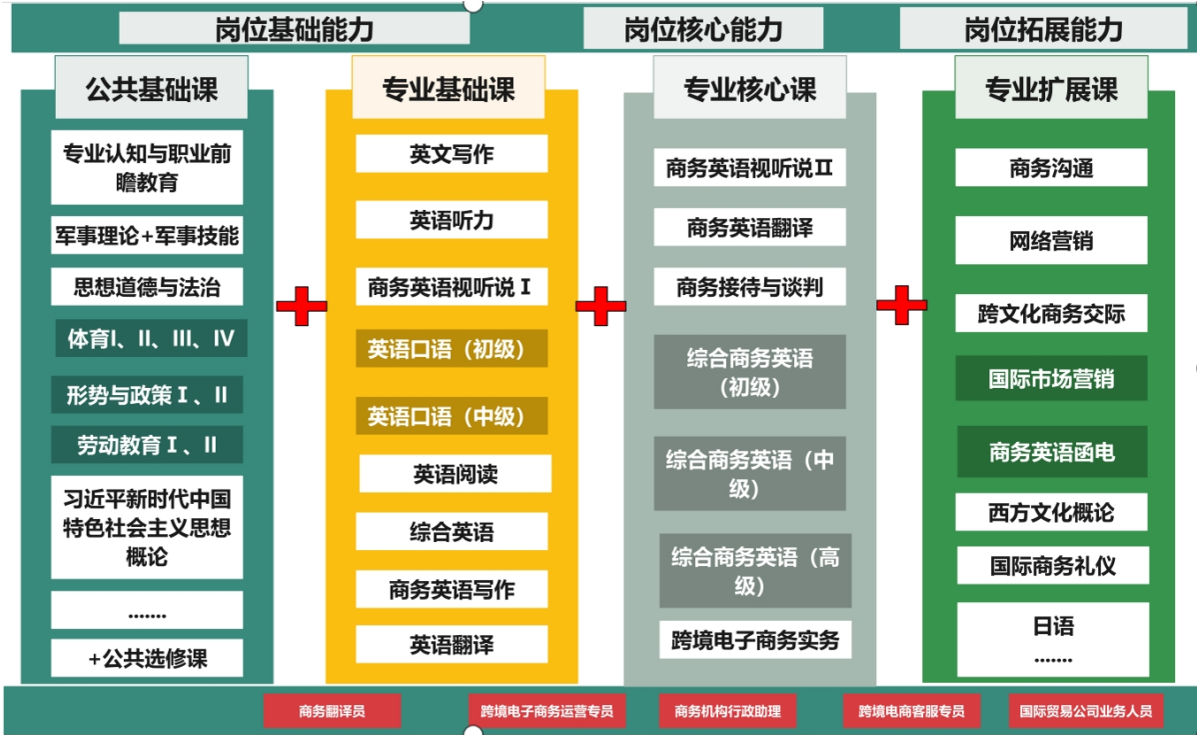 岗位基础能力
岗位核心能力
岗位拓展能力
公共基础课
专业认知与职业前
瞻教育
军事理论+军事技能
思想道德与法治
体育I、II、III、IV
形势与政策Ⅰ、II
劳动教育Ⅰ、II
习近平新时代中国
特色社会主义思想
概论
.......
+公共选修课
专业基础课
英文写作
英语听力
商务英语视听说Ⅰ
英语口语（初级）
英语口语（中级）
英语阅读
综合英语
商务英语写作
英语翻译
专业核心课
商务英语视听说Ⅱ
商务英语翻译
商务接待与谈判
综合商务英语
（初级）
综合商务英语（中
级）
综合商务英语（高
级）
跨境电子商务实务
专业扩展课
商务沟通
网络营销
跨文化商务交际
国际市场营销
商务英语函电
西方文化概论
国际商务礼仪
日语
.......
商务翻译员
跨境电子商务运营专员
商务机构行政助理
跨境电商客服专员
国际贸易公司业务人员